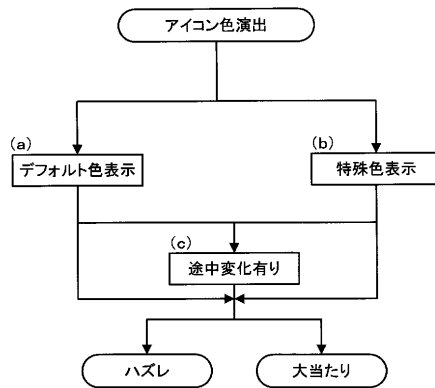 アイコン色演出
(a)
デフォルト色表示
(b)
特殊色表示
(c)
途中変化有り
ハズレ
大当たり